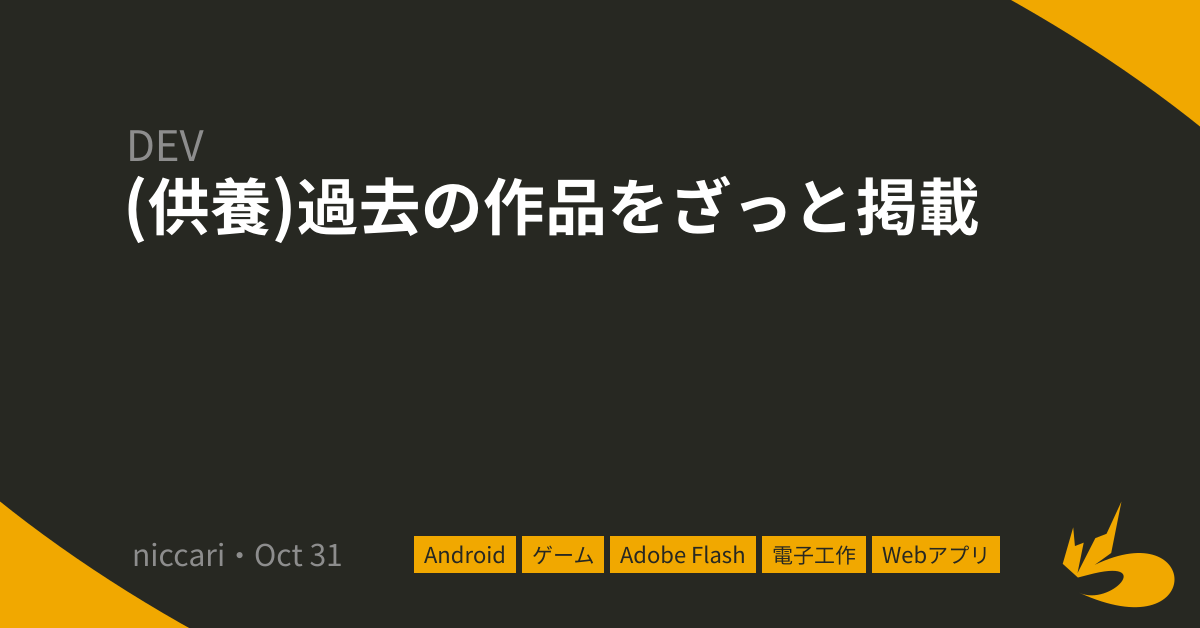 DEV
(供養)過去の作品をざっと掲載
niccari・Oct 31
Android ゲーム Adobe Flash 電子工作 Webアプリ